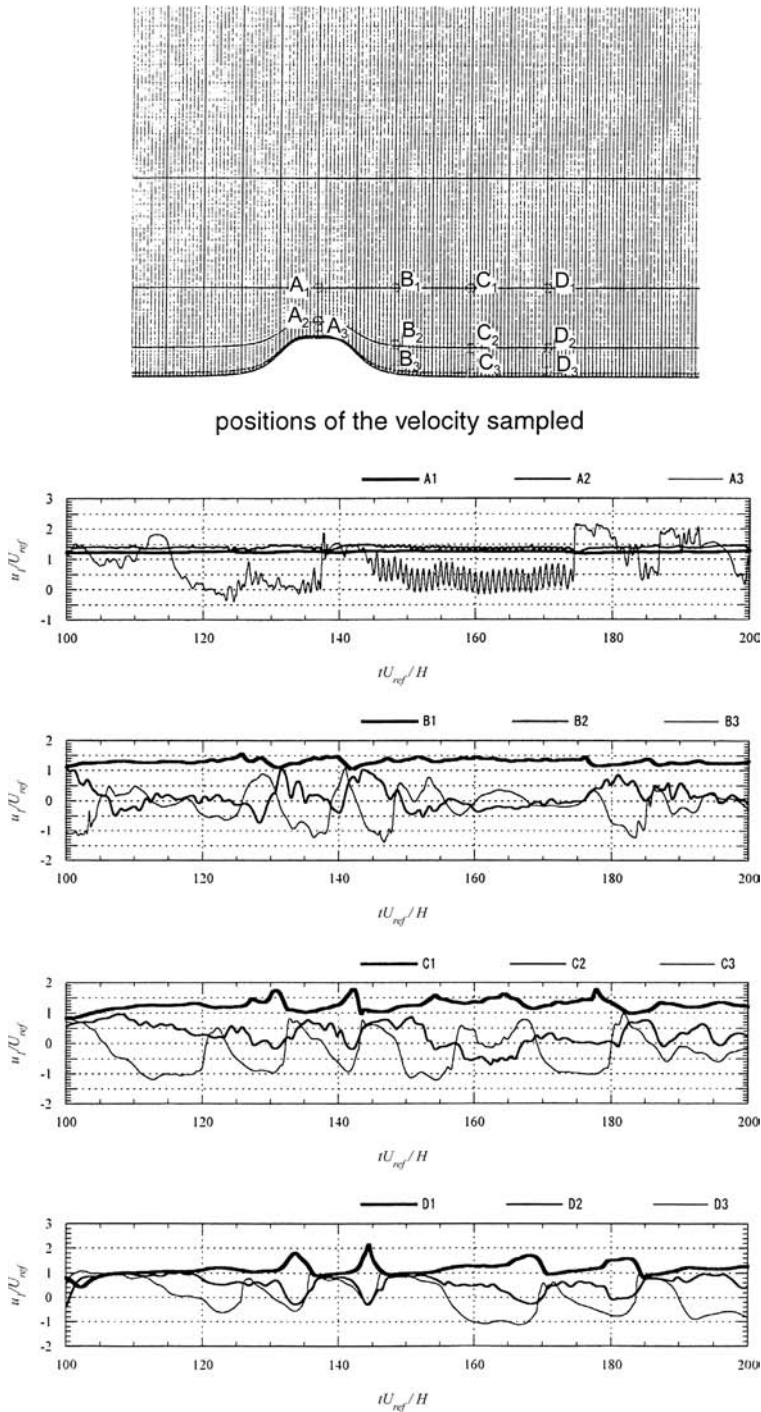 A1
A2 A3
B1
B2
B3
C1
C2
C3
D1
D2
D3
positions of the velocity sampled
A1 A2 A3
3
2
1
0
-1
u1/Uref
100 120 140 160 180 200
tUref/H
B1 B2 B3
2
1
0
-1
-2
u1/Uref
100 120 140 160 180 200
tUref/H
C1 C2 C3
2
1
0
-1
-2
u1/Uref
100 120 140 160 180 200
tUref/H
D1 D2 D3
3
2
1
0
-1
-2
u1/Uref
100 120 140 160 180 200
tUref/H